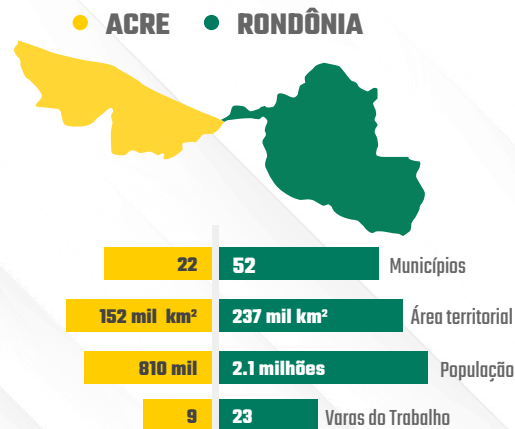 ACRE RONDÔNIA
22 52 Municípios
152 mil km² 237 mil km² Área territorial
810 mil 2.1 milhões População
9 23 Varas do Trabalho